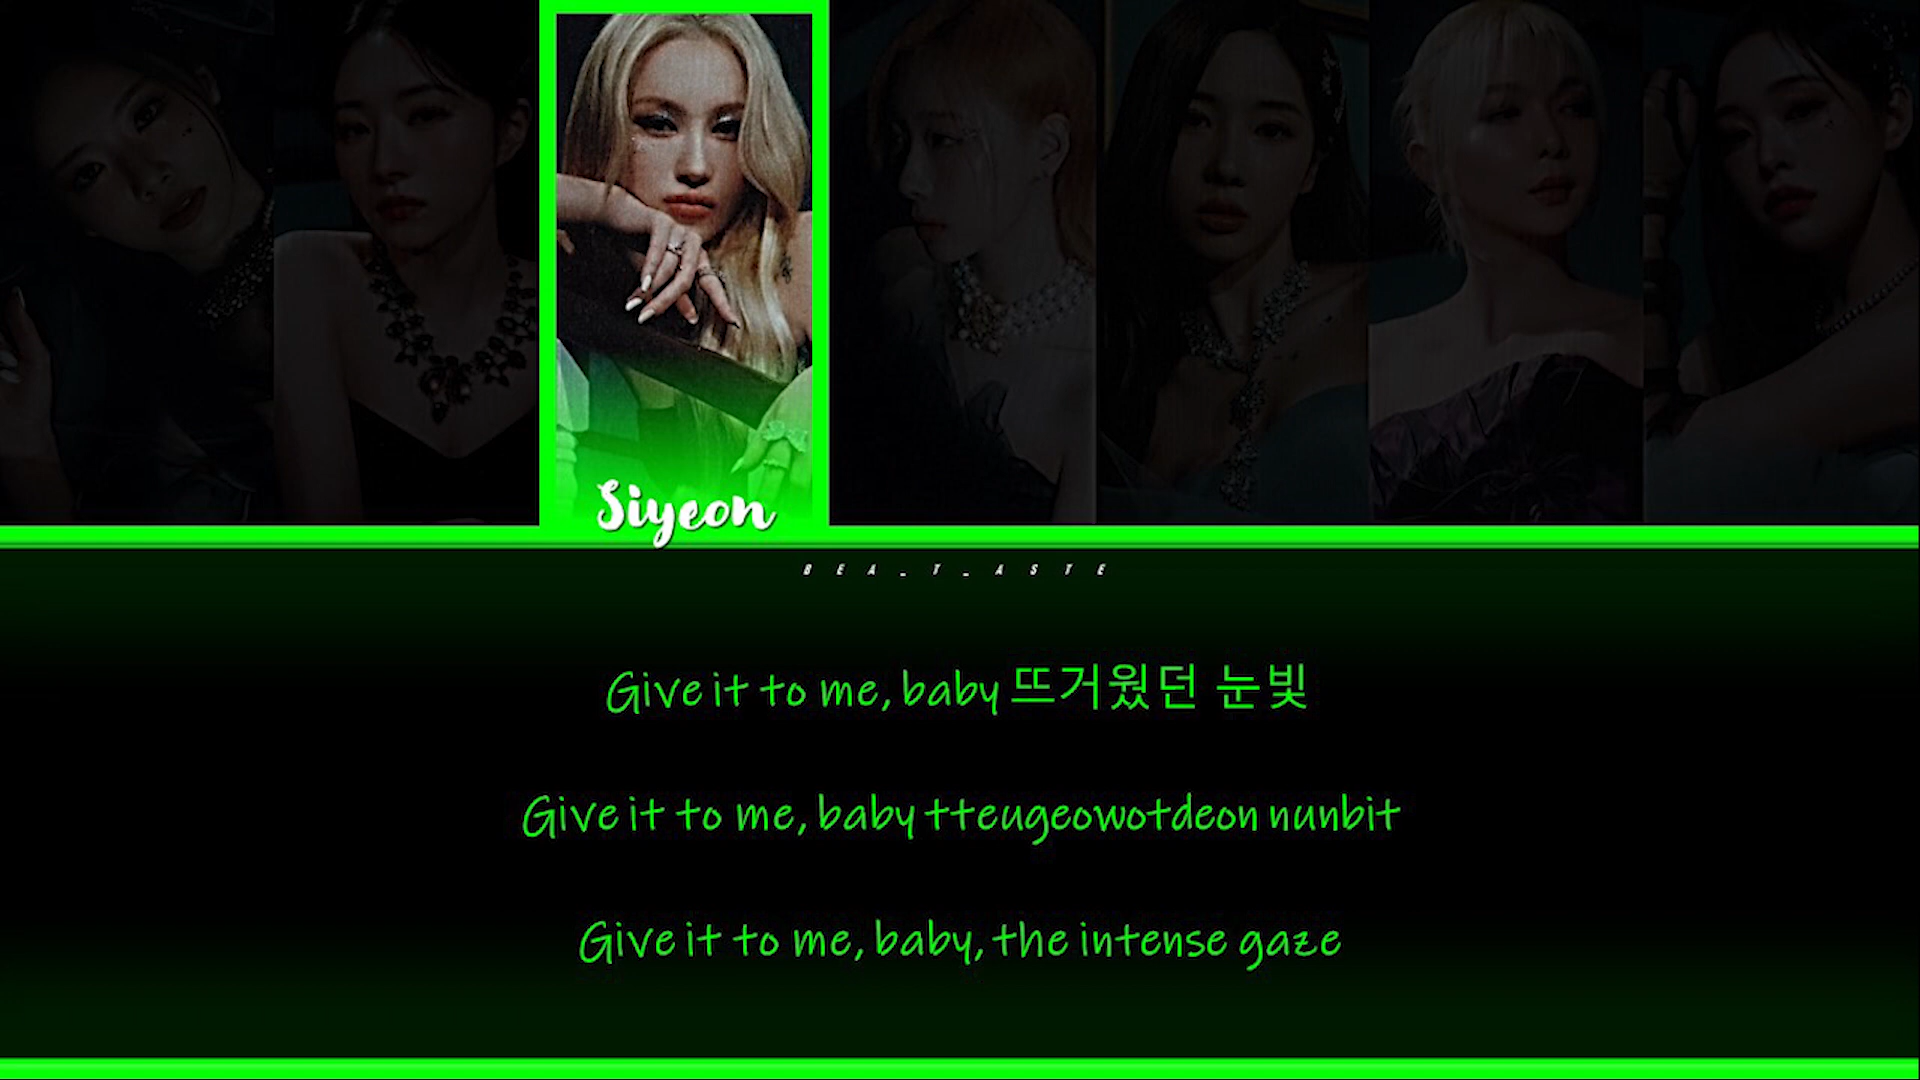 Siyeon
BEA_T_ASTE
Give it to me, baby 뜨거웠던 눈빛
Give it to me, baby tteugeowotdeon nunbit
Give it to me, baby, the intense gaze